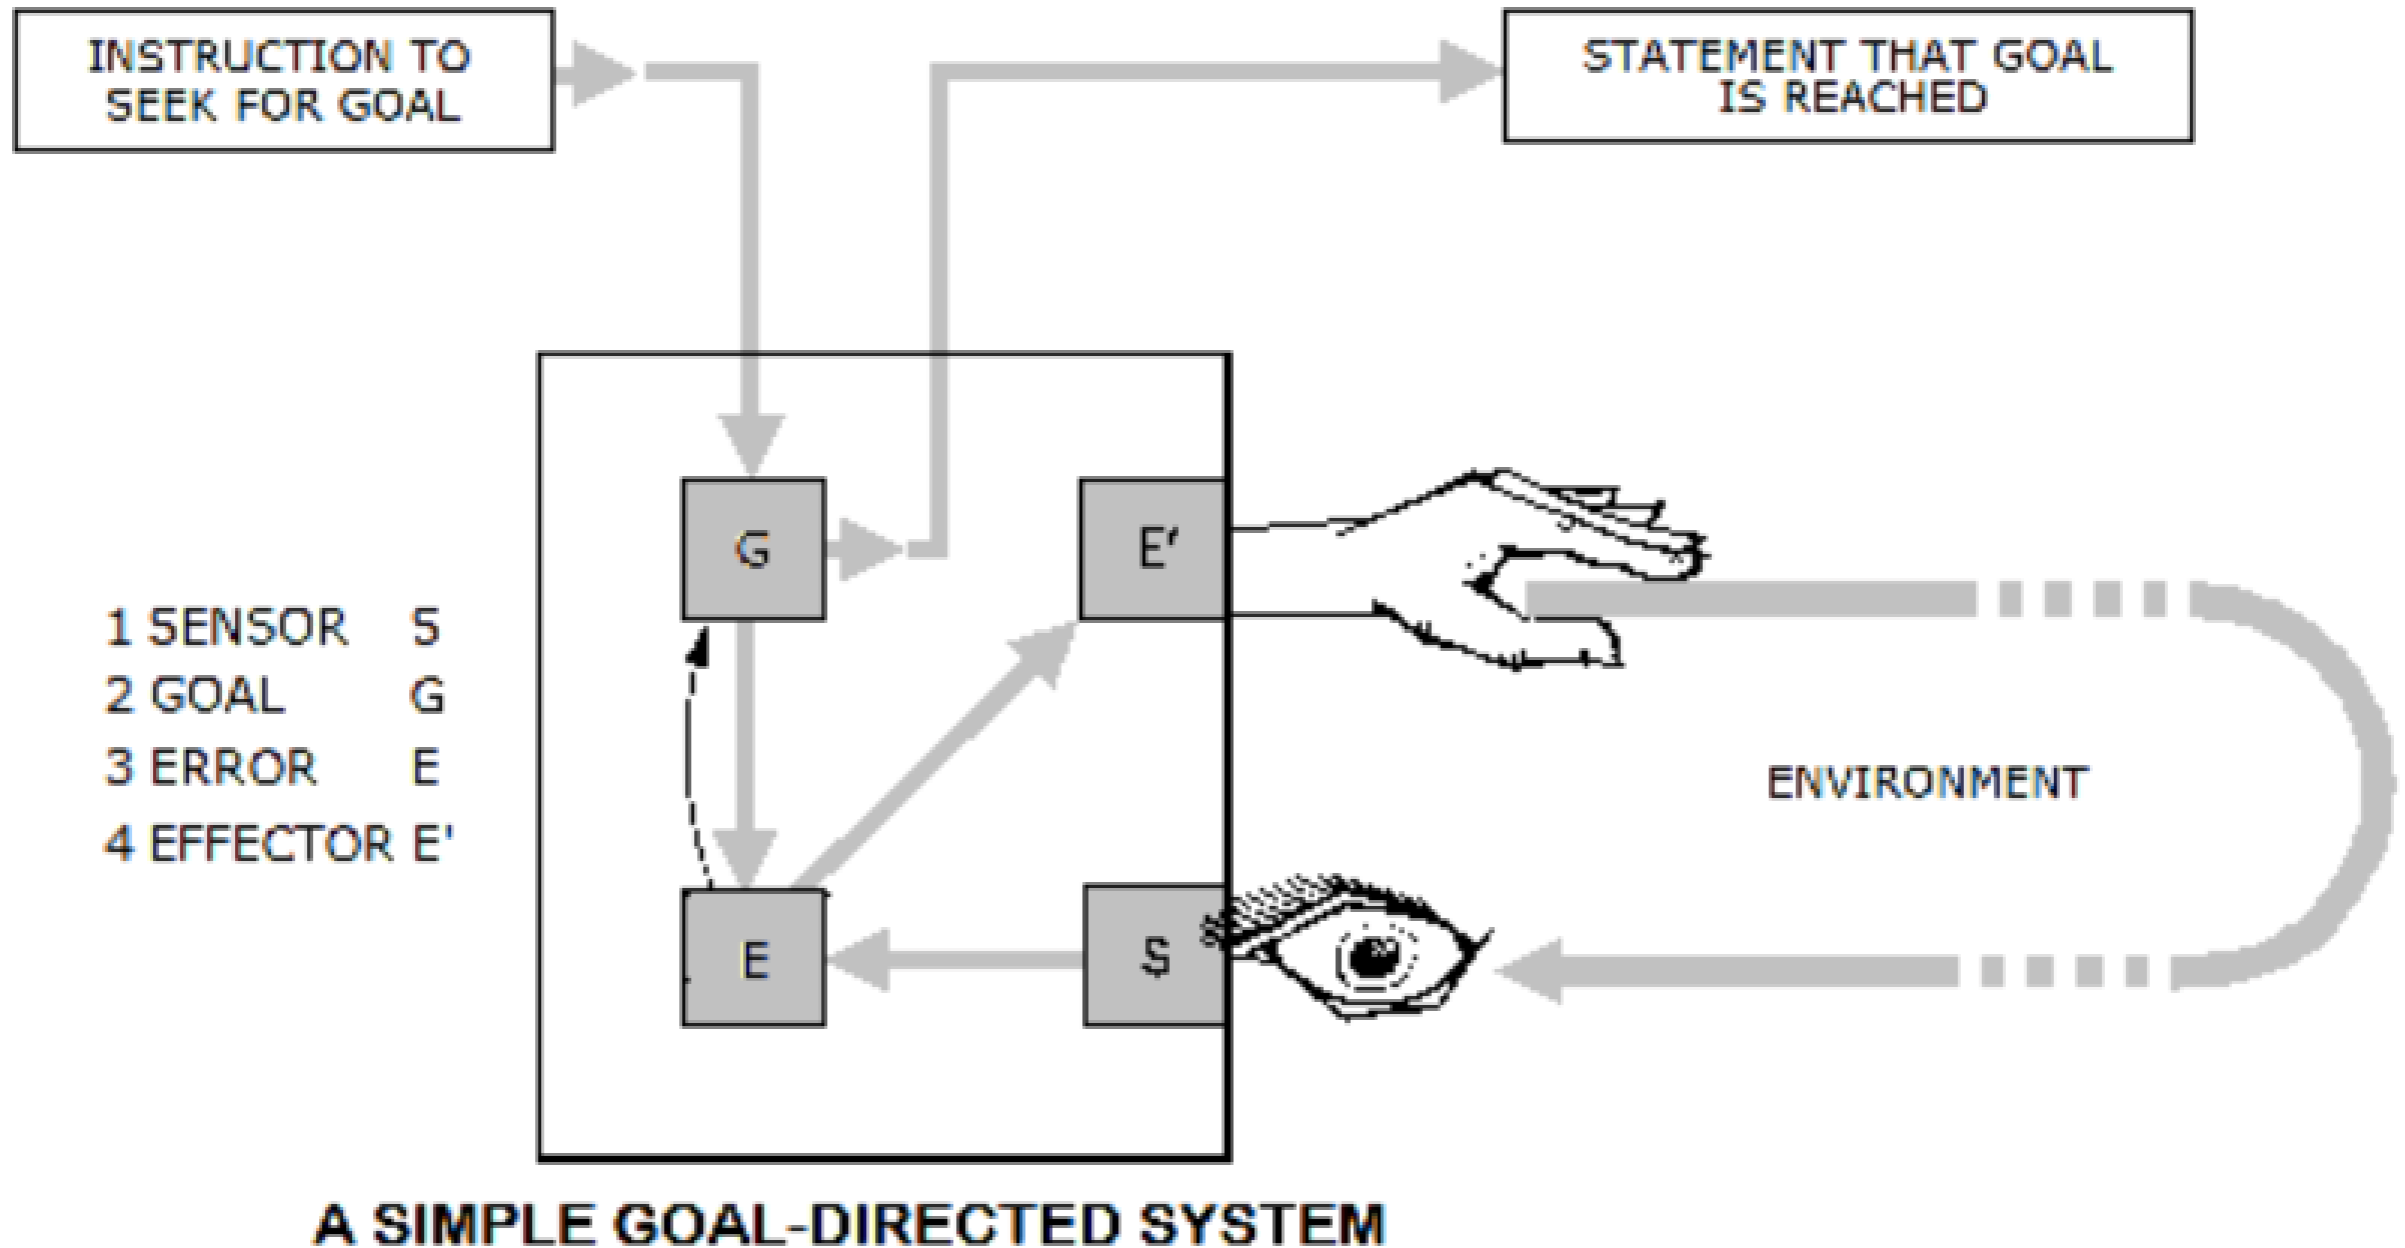 INSTRUCTION TO
SEEK FOR GOAL
STATEMENT THAT GOAL
IS REACHED
G
E'
1 SENSOR S
2 GOAL G
3 ERROR E
4 EFFECTOR E'
ENVIRONMENT
E
S
A SIMPLE GOAL-DIRECTED SYSTEM